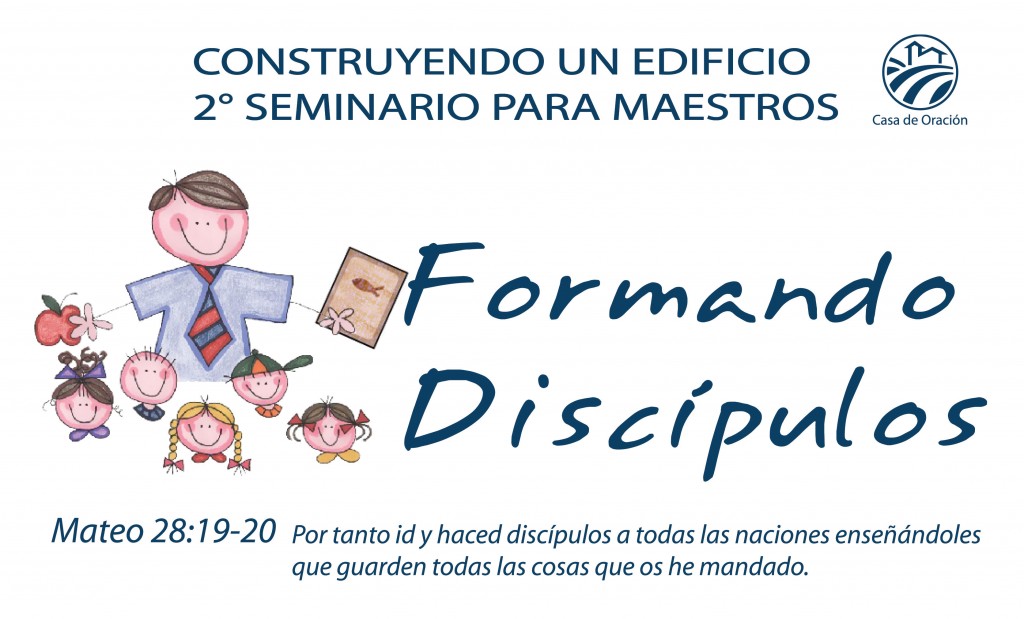 CONSTRUYENDO UN EDIFICIO
2º SEMINARIO PARA MAESTROS
Casa de Oración
Formando
Discípulos
Mateo 28:19-20 Por tanto id y haced discípulos a todas las naciones enseñándoles
que guarden todas las cosas que os he mandado.